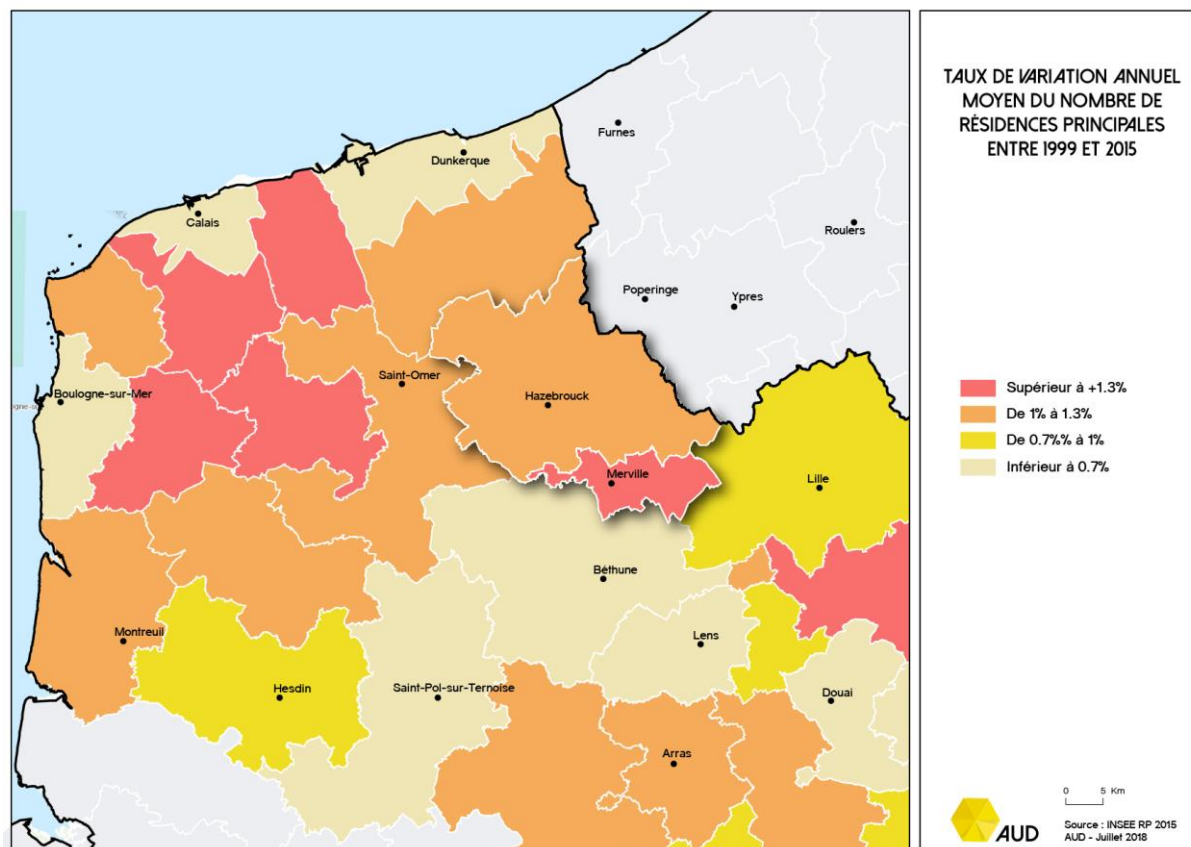 TAUX DE VARIATION ANNUEL
MOYEN DU NOMBRE DE
RÉSIDENCES PRINCIPALES
ENTRE 1999 ET 2015
Furnes
Dunkerque
Calais
Roulers
Poperinge
Ypres
Saint-Omer
Boulogne-sur-Mer
Hazebrouck
Merville
Lille
Béthune
Montreuil
Lens
Hesdin
Saint-Pol-sur-Ternoise
Douai
Arras
Supérieur à +1.3%
De 1% à 1.3%
De 0.7%% à 1%
Inférieur à 0.7%
0 5 Km
AUD
Source : INSEE RP 2015
AUD - Juillet 2018